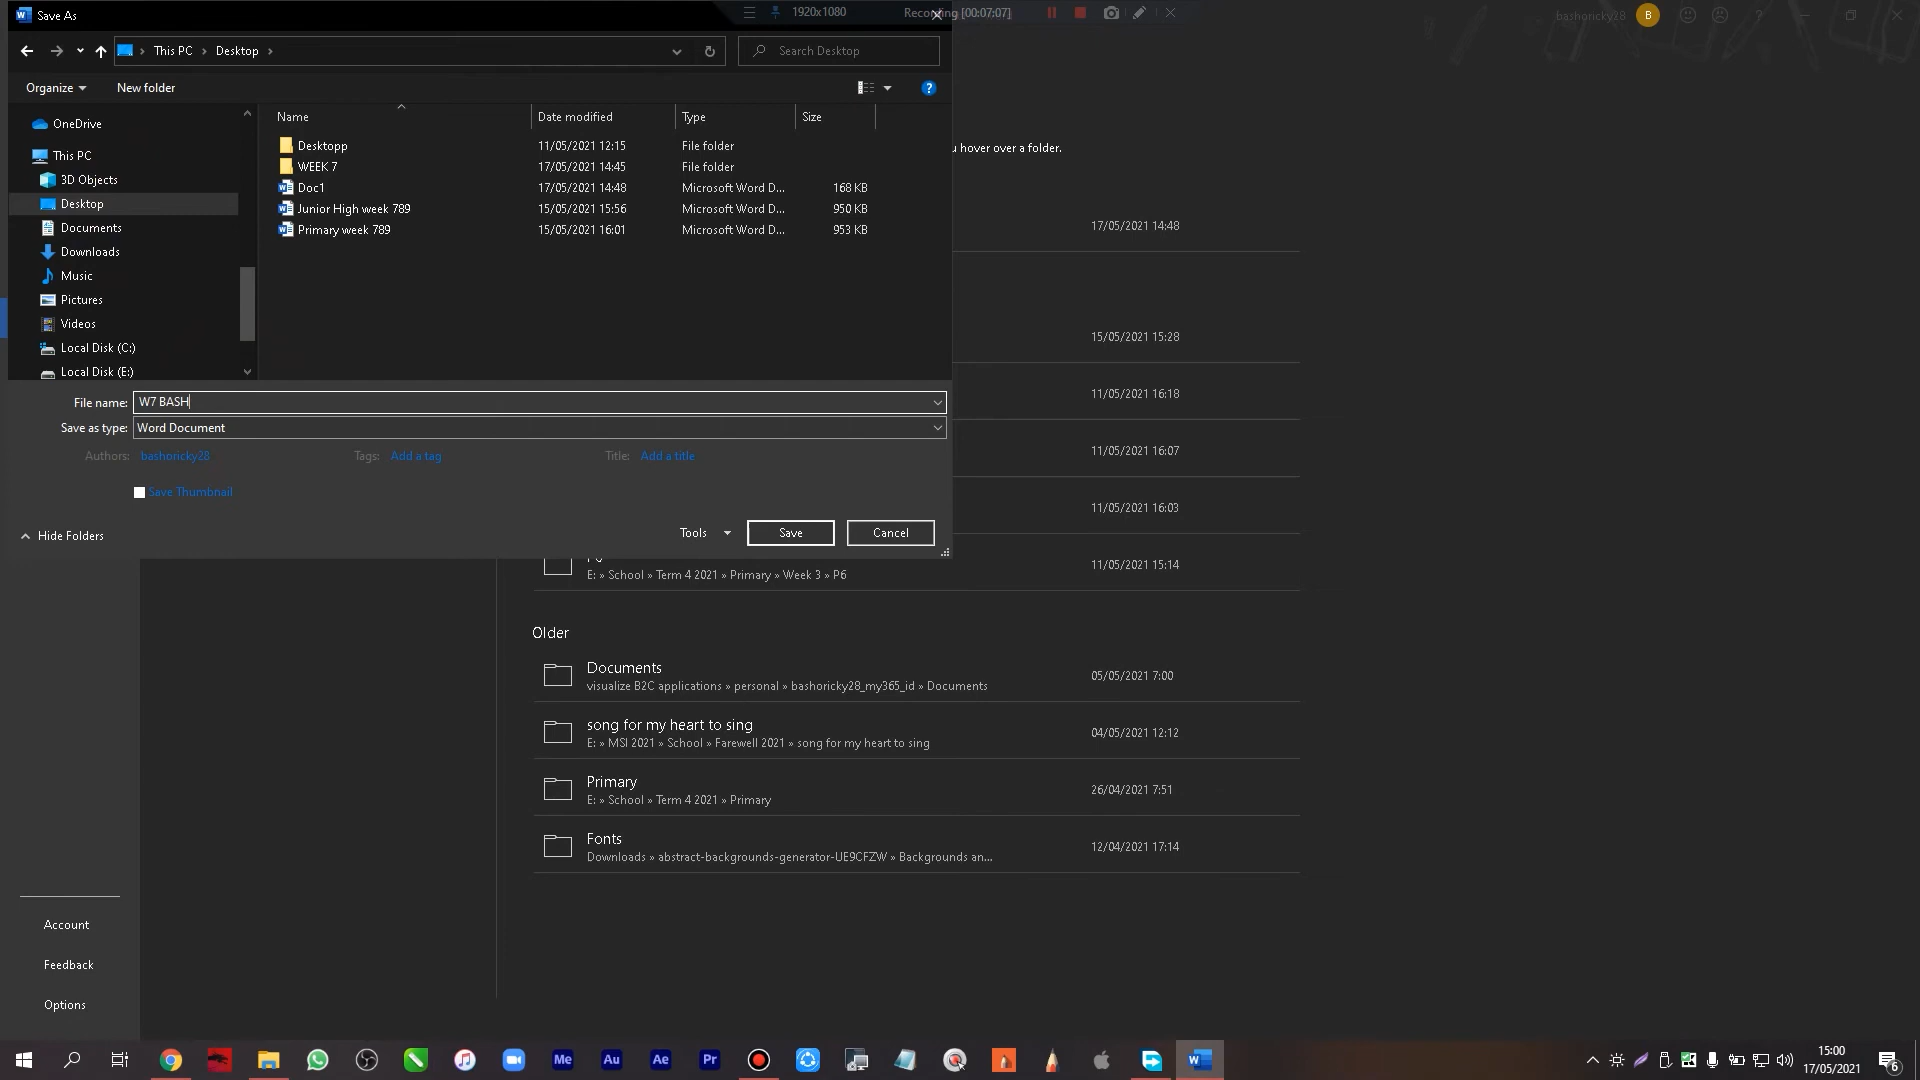 Save As
1920x1080
Recording [00:07:07]
bashoricky28
B
This PC
Desktop
Search Desktop
Organize
New folder
?
OneDrive
This PC
3D Objects
Desktop
Documents
Downloads
Music
Pictures
Videos
Local Disk (C:)
Local Disk (E:)
Name Date modified Type Size
Desktopp 11/05/2021 12:15 File folder
WEEK 7 17/05/2021 14:45 File folder
Doc1 17/05/2021 14:48 Microsoft Word D... 168 KB
Junior High week 789 15/05/2021 15:56 Microsoft Word D... 950 KB
Primary week 789 15/05/2021 16:01 Microsoft Word D... 953 KB
u hover over a folder.
17/05/2021 14:48
15/05/2021 15:28
11/05/2021 16:18
11/05/2021 16:07
11/05/2021 16:03
File name: W7 BASH
Save as type: Word Document
Authors: bashoricky28 Tags: Add a tag Title: Add a title
Save Thumbnail
Hide Folders
Tools Save Cancel
11/05/2021 15:14
E: » School » Term 4 2021 » Primary » Week 3 » P6
Older
Documents
visualize B2C applications » personal » bashoricky28_my365_id » Documents
05/05/2021 7:00
song for my heart to sing
E: » MSI 2021 » School » Farewell 2021 » song for my heart to sing
04/05/2021 12:12
Primary
E: » School » Term 4 2021 » Primary
26/04/2021 7:51
Fonts
Downloads » abstract-backgrounds-generator-UE9CFZW » Backgrounds an...
12/04/2021 17:14
Account
Feedback
Options
Me
Au
Ae
Pr
15:00
17/05/2021
6